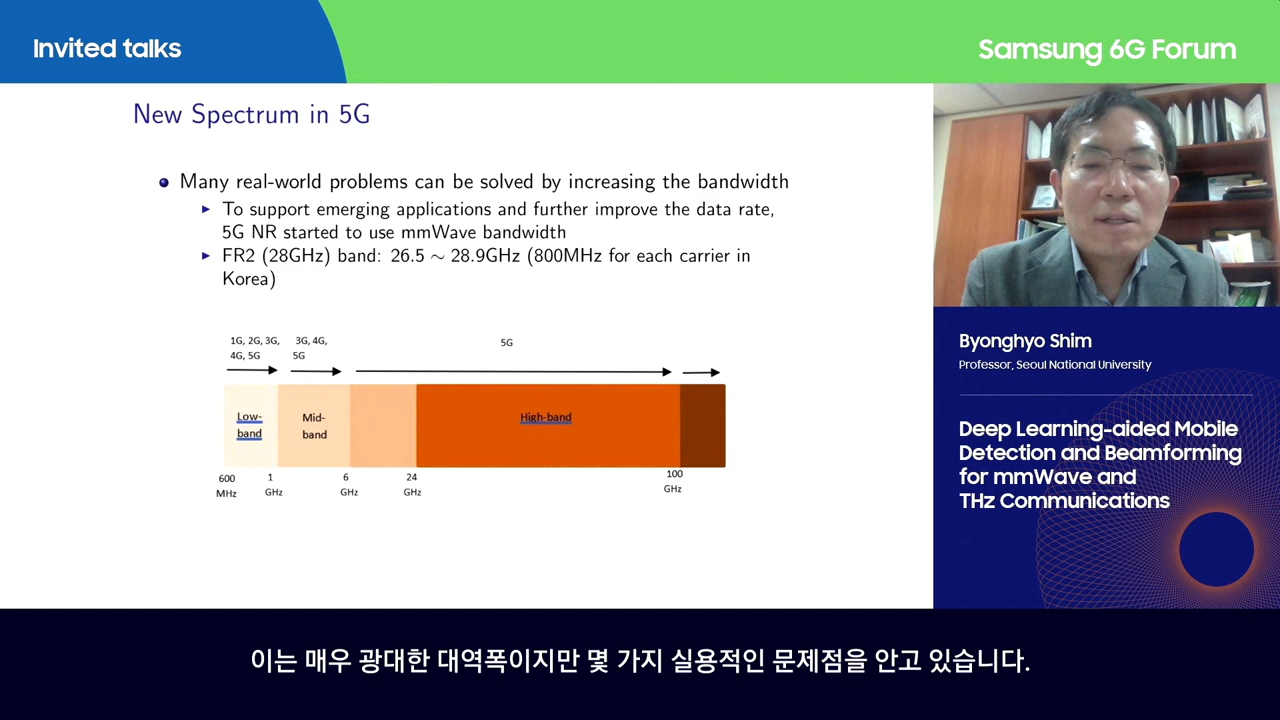 Invited talks
Samsung 6G Forum
New Spectrum in 5G
Many real-world problems can be solved by increasing the bandwidth
To support emerging applications and further improve the data rate,
5G NR started to use mmWave bandwidth
FR2 (28GHz) band: 26.5 ∼ 28.9GHz (800MHz for each carrier in
Korea)
1G, 2G, 3G,
4G, 5G
3G, 4G,
5G
5G
Low-
band
Mid-
band
High-band
600
MHz
1
GHz
6
GHz
24
GHz
100
GHz
Byonghyo Shim
Professor, Seoul National University
Deep Learning-aided Mobile
Detection and Beamforming
for mmWave and
THz Communications
이는 매우 광대한 대역폭이지만 몇 가지 실용적인 문제점을 안고 있습니다.